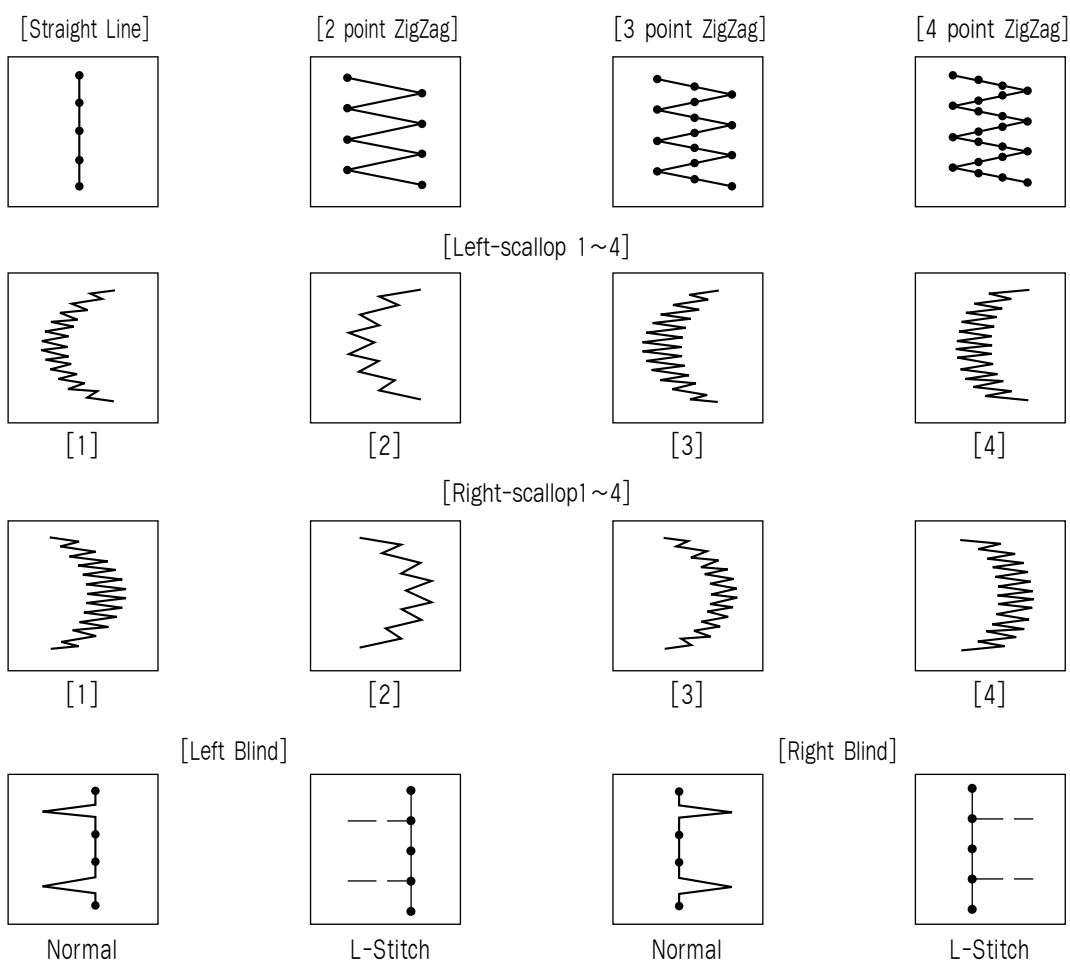 [Straight Line] [2 point ZigZag] [3 point ZigZag] [4 point ZigZag]
[Left-scallop 1～4]
[1] [2] [3] [4]
[Right-scallop1～4]
[1] [2] [3] [4]
[Left Blind] [Right Blind]
Normal L-Stitch Normal L-Stitch